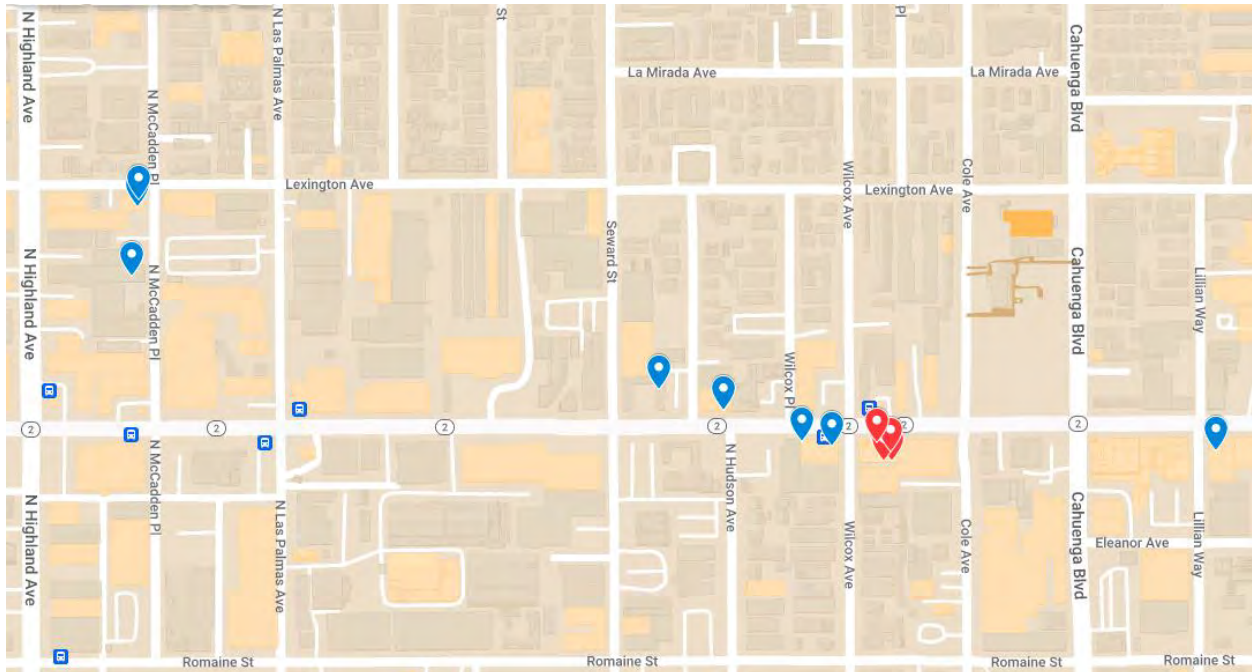 St
Pl
N Highland Ave
N Las Palmas Ave
Cahuenga Blvd
La Mirada Ave
La Mirada Ave
N McCadden Pl
Lexington Ave
Lexington Ave
Wilcox Ave
Cole Ave
Seward St
N Highland Ave
N McCadden Pl
Cahuenga Blvd
Lillian Way
Wilcox Pl
2
2
2
2
2
2
2
2
N McCadden Pl
N Hudson Ave
N Highland Ave
N Las Palmas Ave
Wilcox Ave
Cole Ave
Cahuenga Blvd
Lillian Way
Eleanor Ave
Romaine St
Romaine St
Romaine St
Romaine St